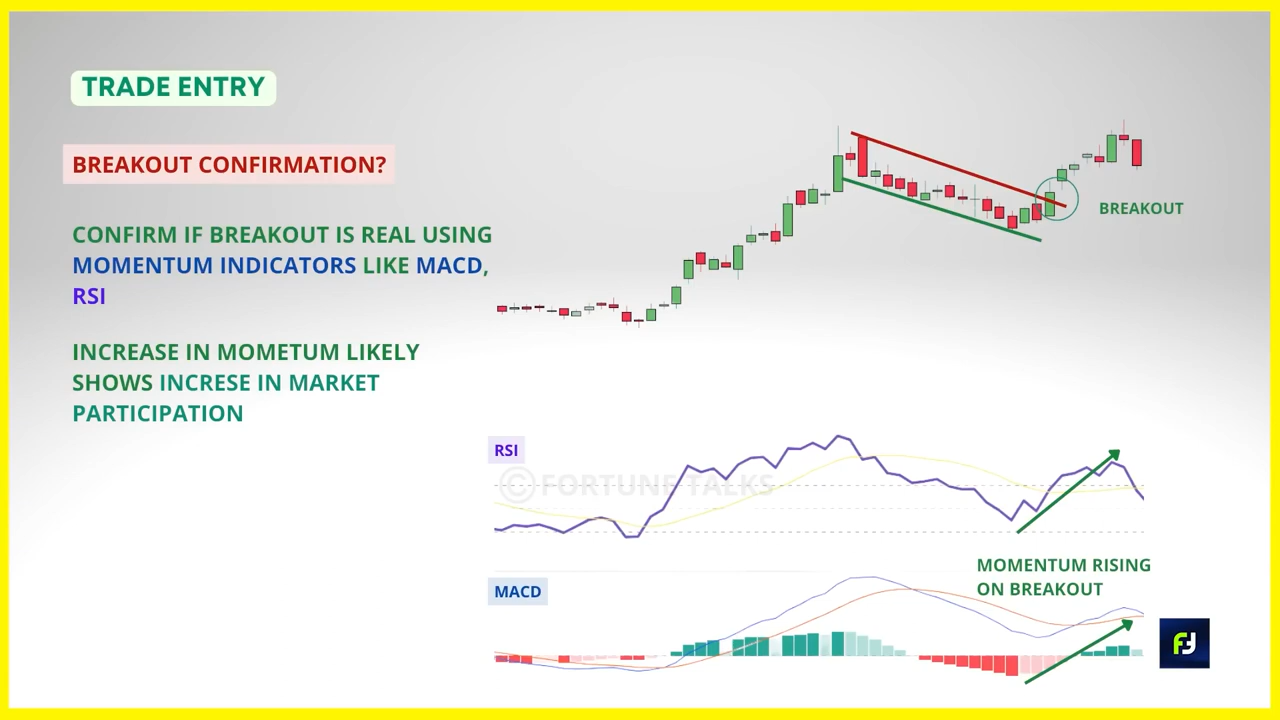 TRADE ENTRY
BREAKOUT CONFIRMATION?
CONFIRM IF BREAKOUT IS REAL USING
MOMENTUM INDICATORS LIKE MACD,
RSI
INCREASE IN MOMETUM LIKELY
SHOWS INCRESE IN MARKET
PARTICIPATION
BREAKOUT
RSI
© FORTUNE TALKS
MOMENTUM RISING
ON BREAKOUT
MACD
FJ